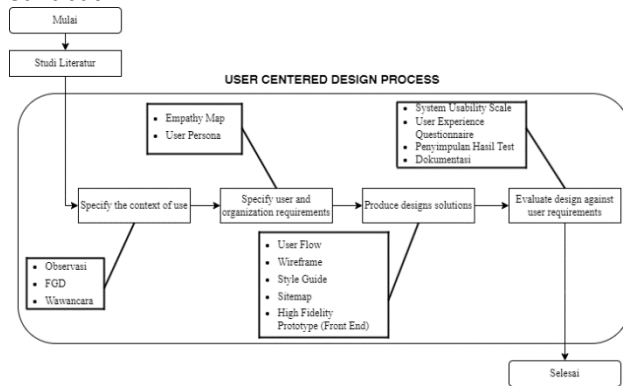 Mulai
Studi Literatur
USER CENTERED DESIGN PROCESS
• Empathy Map
• User Persona
• System Usability Scale
• User Experience
Questionnaire
• Penyimpulan Hasil Test
• Dokumentasi
Specify the context of use
Specify user and
organization requirements
Produce designs solutions
Evaluate design against
user requirements
• Observasi
• FGD
• Wawancara
• User Flow
• Wireframe
• Style Guide
• Sitemap
• High Fidelity
Prototype (Front End)
Selesai